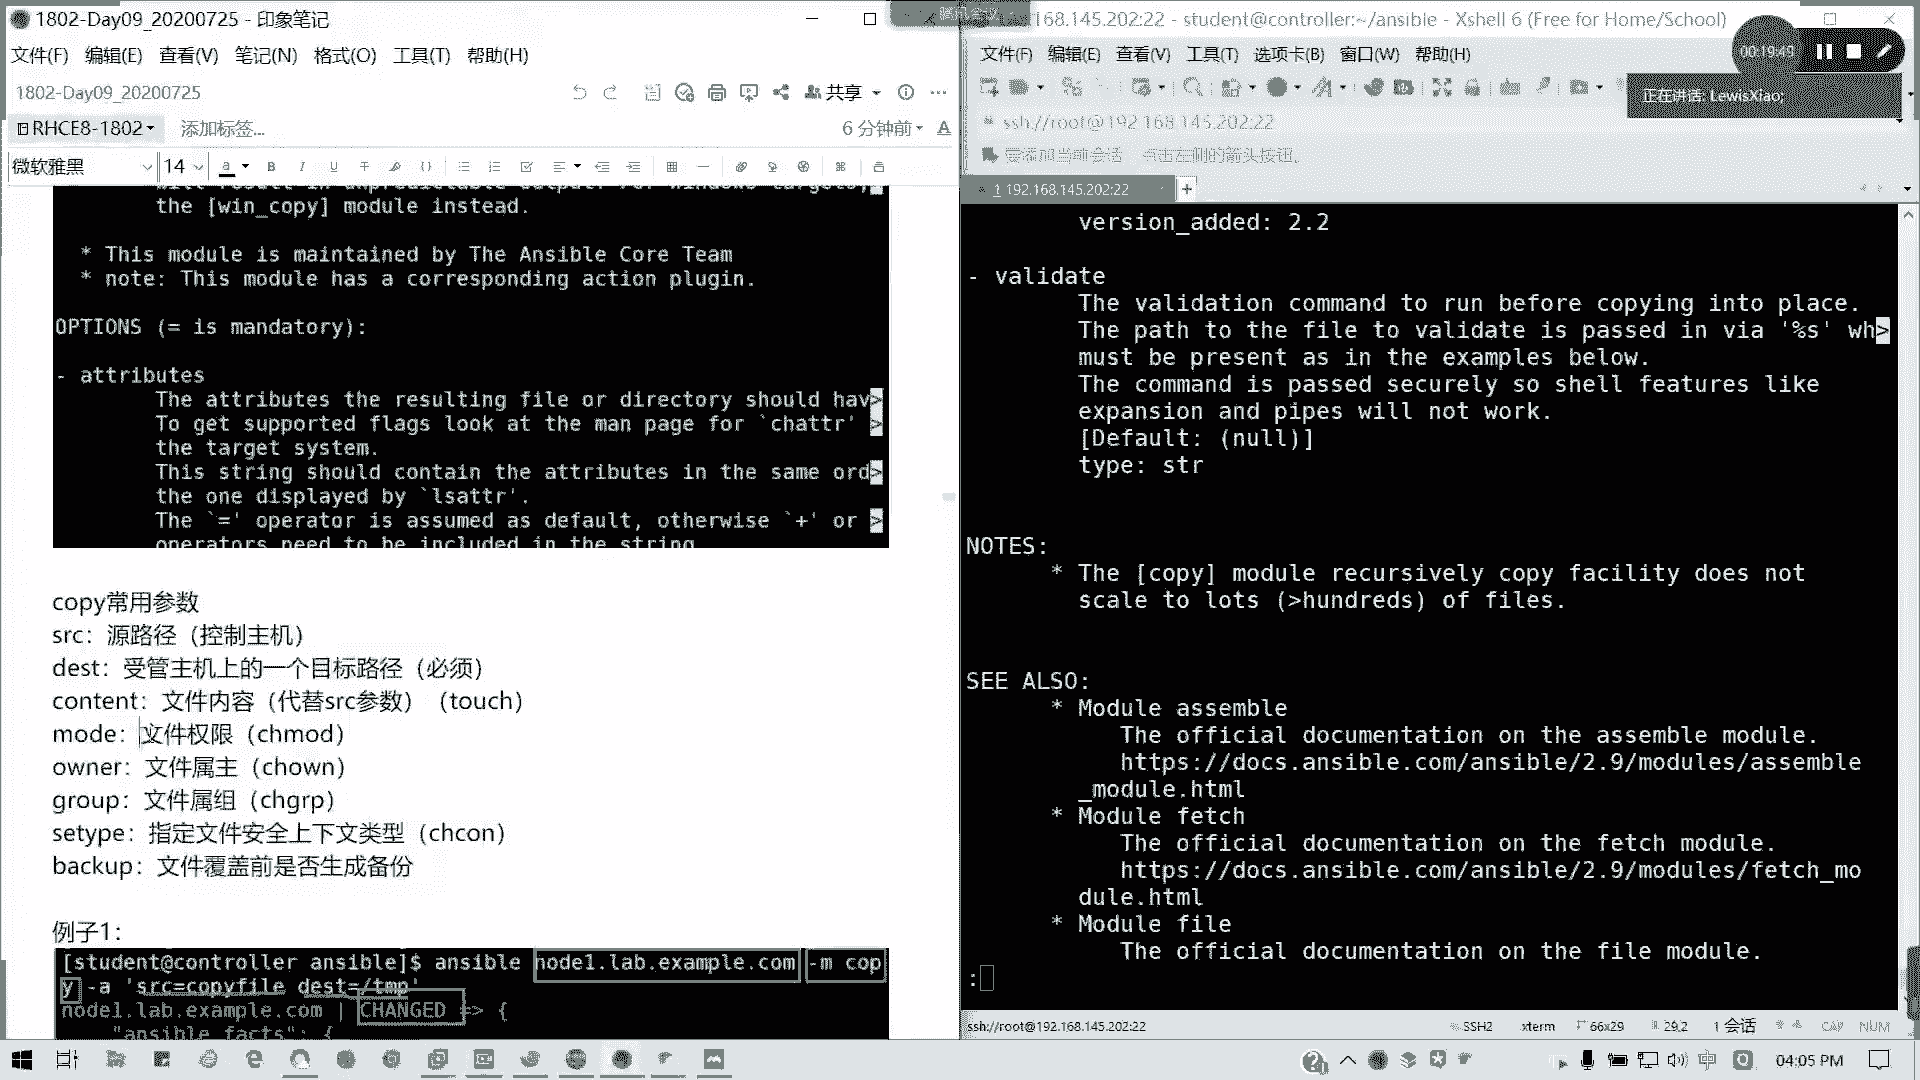 1802-Day09_20200725 - 印象笔记
文件(F) 编辑(E) 查看(V) 笔记(N) 格式(O) 工具(T) 帮助(H)
1802-Day09_20200725
共享
RHCE8-1802
添加标签...
6 分钟前
微软雅黑
14
the [win_copy] module instead.
* This module is maintained by The Ansible Core Team
* note: This module has a corresponding action plugin.
OPTIONS (= is mandatory):
- attributes
The attributes the resulting file or directory should hav>
To get supported flags look at the man page for `chattr' >
the target system.
This string should contain the attributes in the same ord>
the one displayed by `lsattr'.
The `=' operator is assumed as default, otherwise `+' or >
operators need to be included in the string
copy常用参数
src：源路径（控制主机）
dest：受管主机上的一个目标路径（必须）
content：文件内容（代替src参数）（touch）
mode：文件权限（chmod）
owner：文件属主（chown）
group：文件属组（chgrp）
setype：指定文件安全上下文类型（chcon）
backup：文件覆盖前是否生成备份
例子1：
[student@controller ansible]$ ansible node1.lab.example.com -m cop
y -a 'src=copyfile dest=/tmp'
node1.lab.example.com | CHANGED => {
"ansible_facts": {
腾讯会议
168.145.202:22 - student@controller:~/ansible - Xshell 6 (Free for Home/School)
文件(F) 编辑(E) 查看(V) 工具(T) 选项卡(B) 窗口(W) 帮助(H)
00:19:49
正在讲话: LewisXiao;
ssh://root@192.168.145.202:22
要添加当前会话，点击左侧的箭头按钮。
1 192.168.145.202:22
version_added: 2.2
- validate
The validation command to run before copying into place.
The path to the file to validate is passed in via '%s' wh>
must be present as in the examples below.
The command is passed securely so shell features like
expansion and pipes will not work.
[Default: (null)]
type: str
NOTES:
* The [copy] module recursively copy facility does not
scale to lots (>hundreds) of files.
SEE ALSO:
* Module assemble
The official documentation on the assemble module.
https://docs.ansible.com/ansible/2.9/modules/assemble
_module.html
* Module fetch
The official documentation on the fetch module.
https://docs.ansible.com/ansible/2.9/modules/fetch_mo
dule.html
* Module file
The official documentation on the file module.
:
ssh://root@192.168.145.202:22
SSH2
xterm
66x29
29,2
1 会话
CAP
NUM
中
04:05 PM